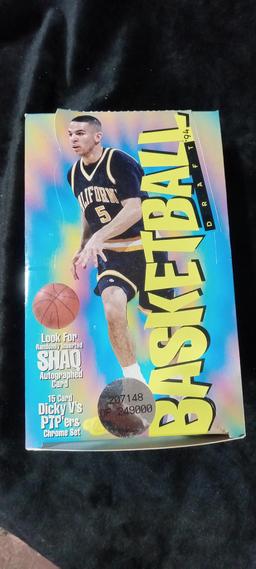 BASKETBALL
DRAFT '94
CALIFORNIA
5
Look For
Randomly Inserted
SHAQ
Autographed
Card
15 Card
Dicky V's
PTP'ers
Chrome Set
207148
OF 249000